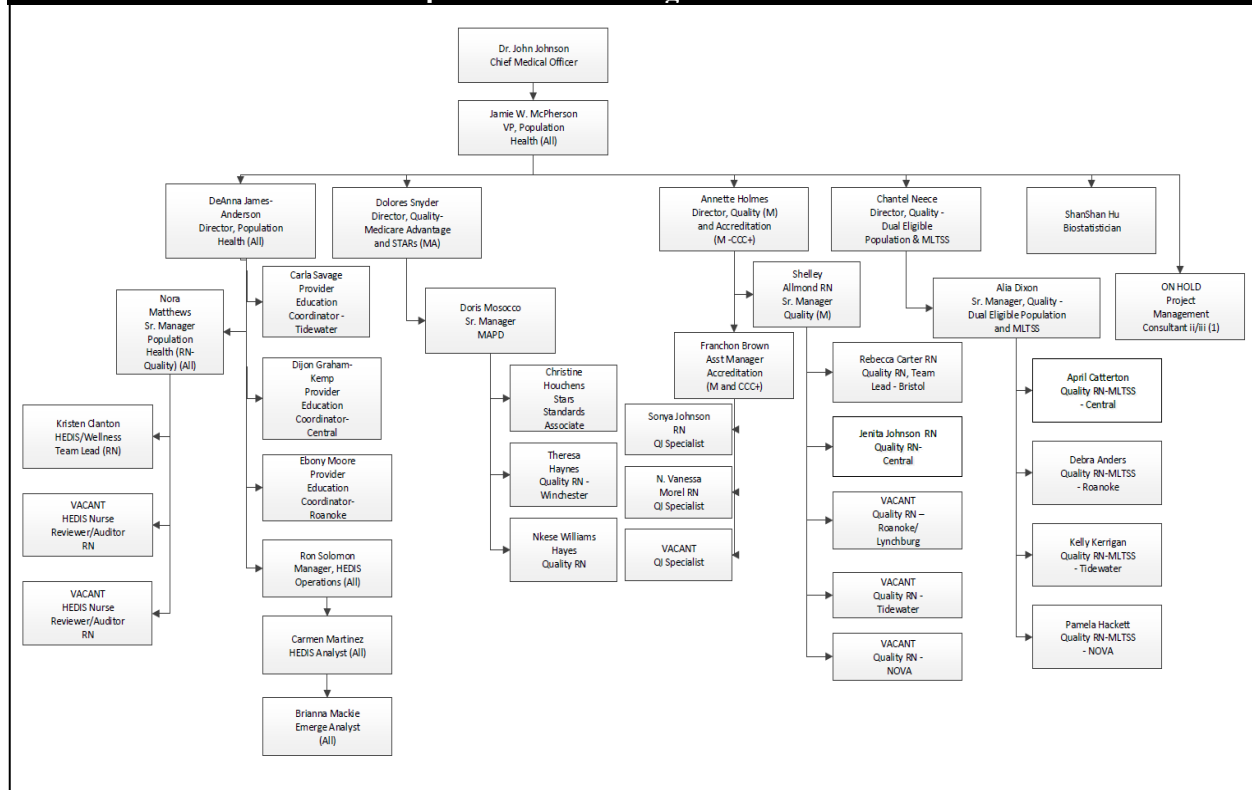 Dr. John Johnson
Chief Medical Officer
Jamie W. McPherson
VP, Population
Health (All)
DeAnna James-
Anderson
Director, Population
Health (All)
Dolores Snyder
Director, Quality-
Medicare Advantage
and STARs (MA)
Annette Holmes
Director, Quality (M)
and Accreditation
(M -CCC+)
Chantel Neece
Director, Quality -
Dual Eligible
Population & MLTSS
ShanShan Hu
Biostatistician
ON HOLD
Project
Management
Consultant ii/iii (1)
Nora
Matthews
Sr. Manager
Population
Health (RN-
Quality) (All)
Carla Savage
Provider
Education
Coordinator -
Tidewater
Doris Mosocco
Sr. Manager
MAPD
Shelley
Allmond RN
Sr. Manager
Quality (M)
Alia Dixon
Sr. Manager, Quality -
Dual Eligible Population
and MLTSS
Franchon Brown
Asst Manager
Accreditation
(M and CCC+)
Kristen Clanton
HEDIS/Wellness
Team Lead (RN)
VACANT
HEDIS Nurse
Reviewer/Auditor
RN
VACANT
HEDIS Nurse
Reviewer/Auditor
RN
Dijon Graham-
Kemp
Provider
Education
Coordinator-
Central
Ebony Moore
Provider
Education
Coordinator-
Roanoke
Ron Solomon
Manager, HEDIS
Operations (All)
Carmen Martinez
HEDIS Analyst (All)
Brianna Mackie
Emerge Analyst
(All)
Christine
Houchens
Stars
Standards
Associate
Theresa
Haynes
Quality RN -
Winchester
Nkese Williams
Hayes
Quality RN
Sonya Johnson
RN
QI Specialist
N. Vanessa
Morel RN
QI Specialist
VACANT
QI Specialist
Rebecca Carter RN
Quality RN, Team
Lead - Bristol
Jenita Johnson RN
Quality RN-
Central
VACANT
Quality RN –
Roanoke/
Lynchburg
VACANT
Quality RN -
Tidewater
VACANT
Quality RN -
NOVA
April Catterton
Quality RN-MLTSS
- Central
Debra Anders
Quality RN-MLTSS
- Roanoke
Kelly Kerrigan
Quality RN-MLTSS
- Tidewater
Pamela Hackett
Quality RN-MLTSS
- NOVA